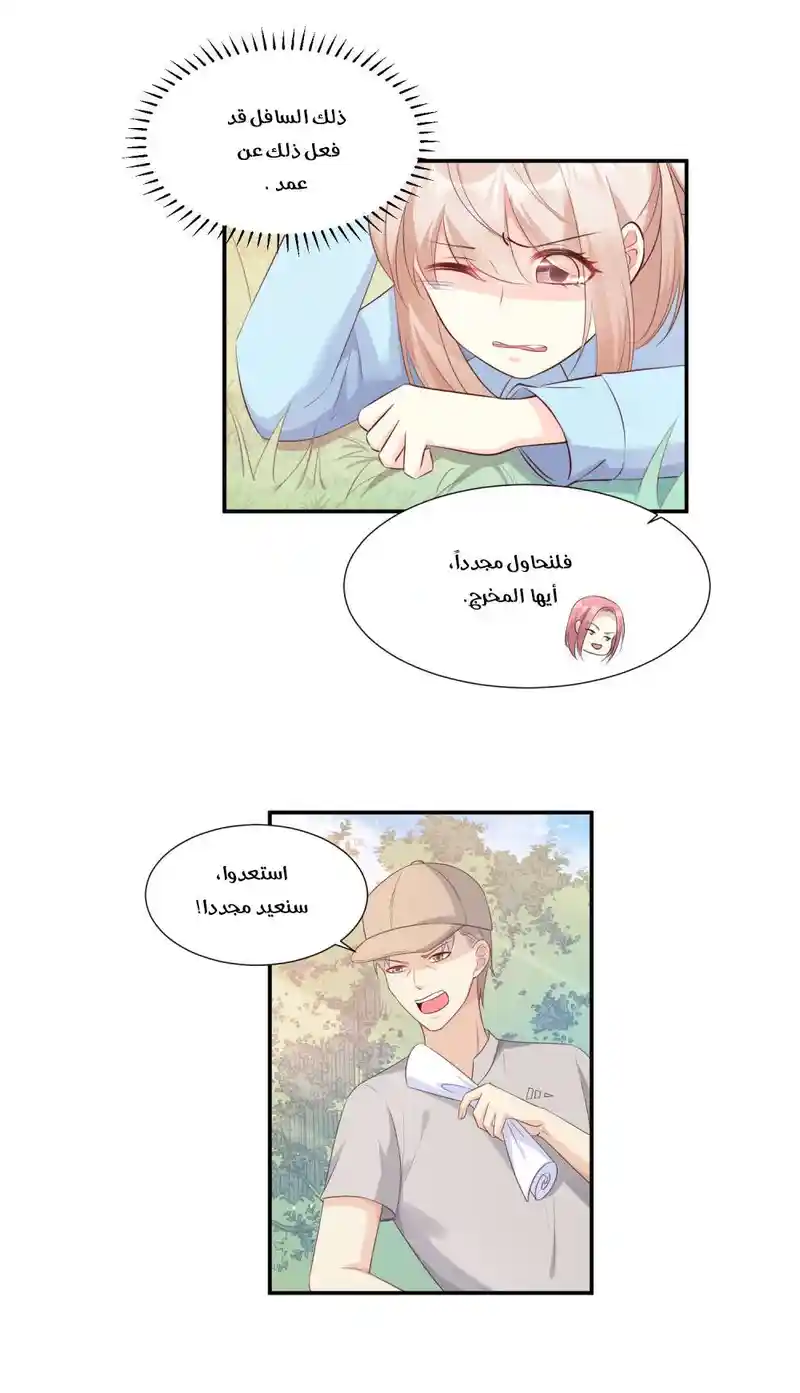 ذلك السافل قد
فعل ذلك عن
عمد .
فلنحاول مجدداً،
أيها المخرج.
استعدوا،
سنعيد مجددا!